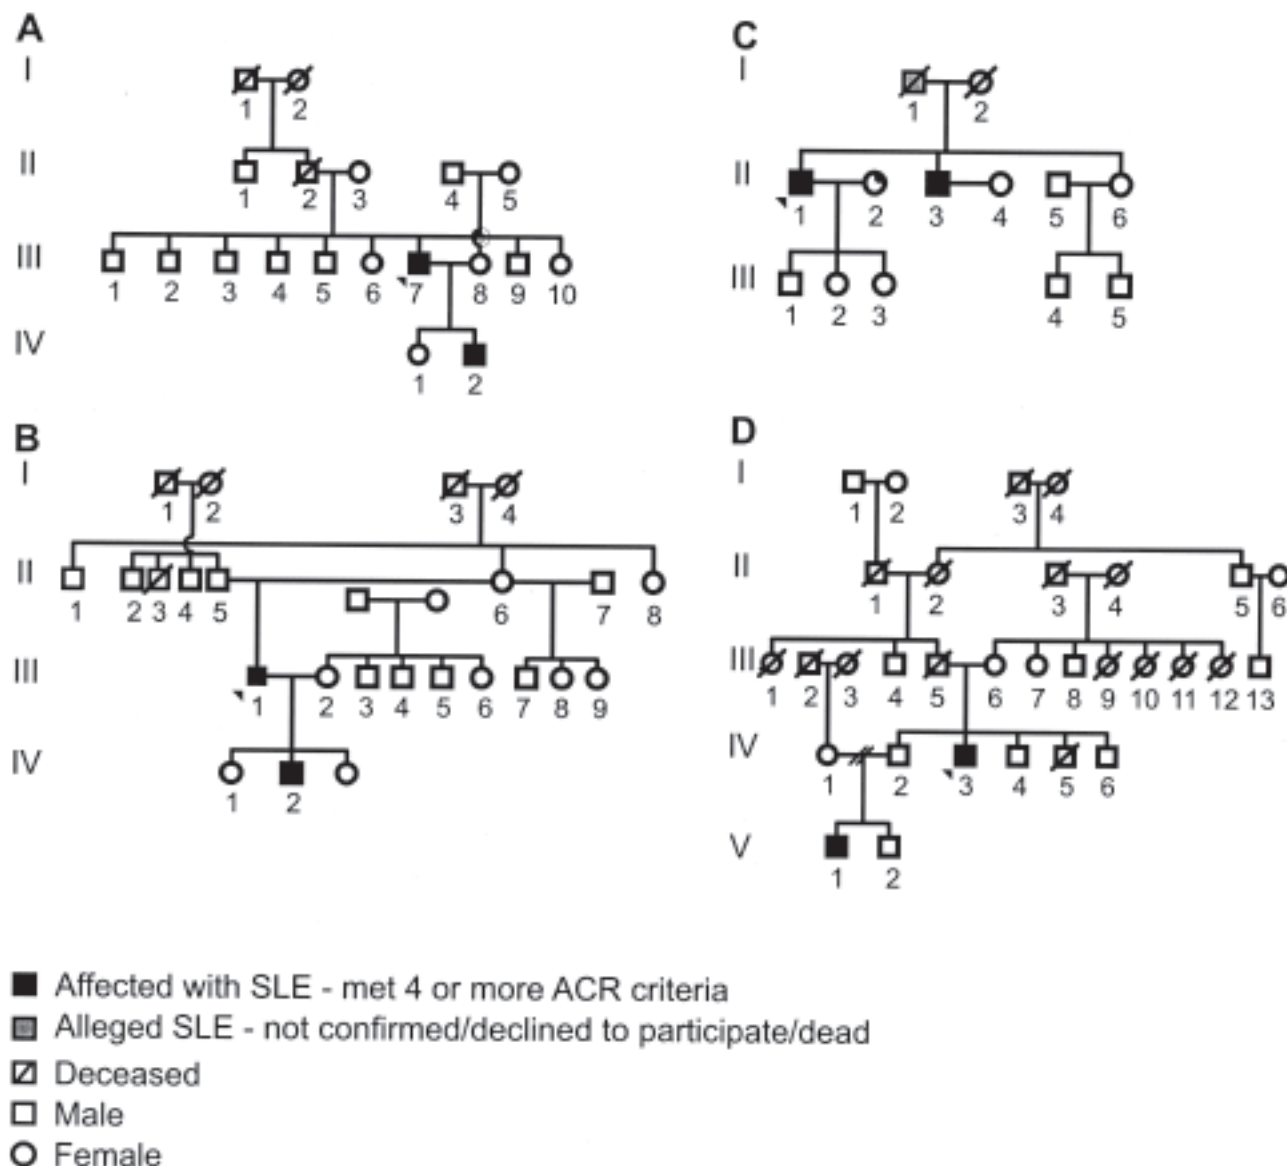 A
I
1 2
II
1 2 3 4 5
III
1 2 3 4 5 6 7 8 9 10
IV
1 2
B
I
1 2 3 4
II
1 2 3 4 5 6 7 8
III
1 2 3 4 5 6 7 8 9
IV
1 2
C
I
1 2
II
1 2 3 4 5 6
III
1 2 3 4 5
D
I
1 2 3 4
II
1 2 3 4 5 6
III
1 2 3 4 5 6 7 8 9 10 11 12 13
IV
1 2 3 4 5 6
V
1 2
Affected with SLE - met 4 or more ACR criteria
Alleged SLE - not confirmed/declined to participate/dead
Deceased
Male
Female